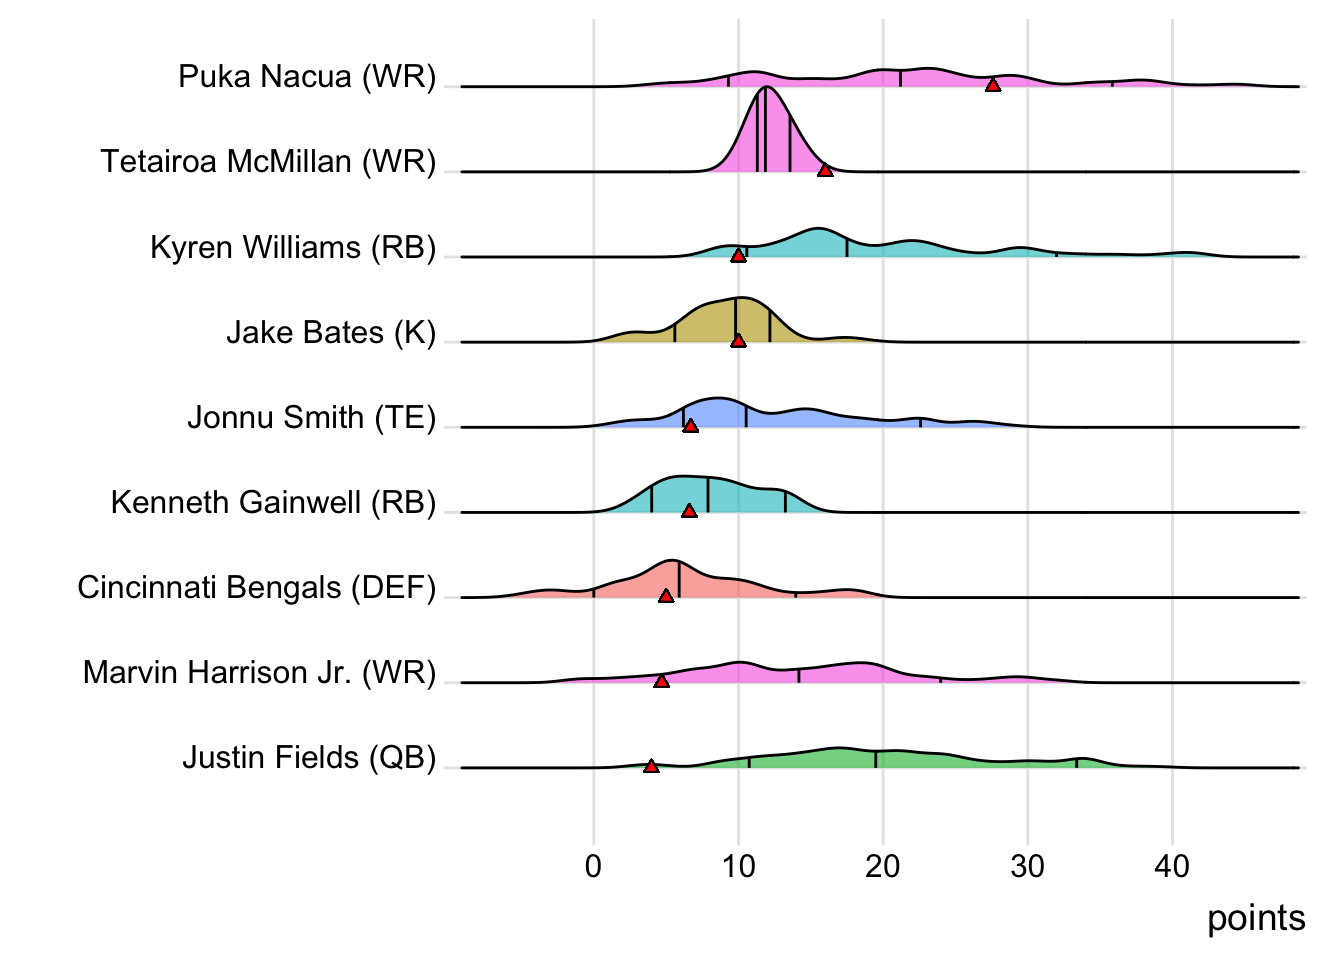 Puka Nacua (WR)
Tetairoa McMillan (WR)
Kyren Williams (RB)
Jake Bates (K)
Jonnu Smith (TE)
Kenneth Gainwell (RB)
Cincinnati Bengals (DEF)
Marvin Harrison Jr. (WR)
Justin Fields (QB)
0 10 20 30 40
points